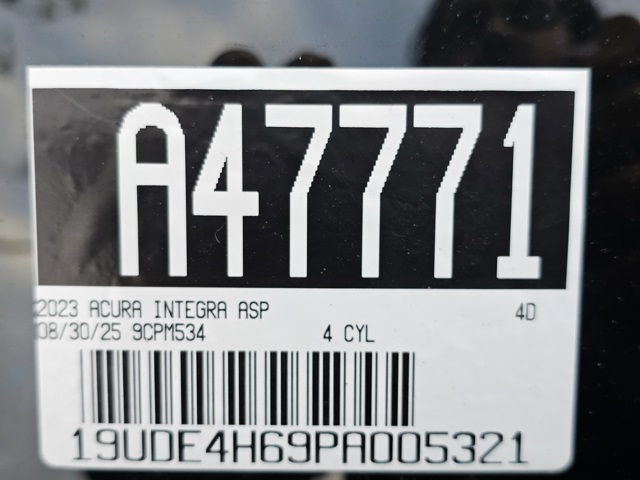 A47771
2023 ACURA INTEGRA ASP 4D
08/30/25 9CPM534 4 CYL
19UDE4H69PA005321